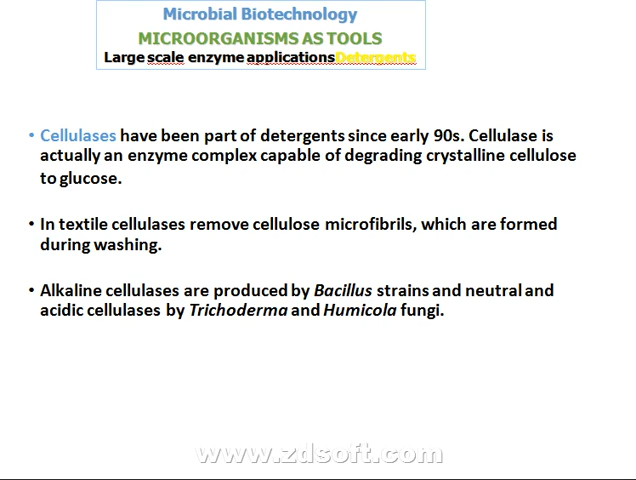 Microbial Biotechnology
MICROORGANISMS AS TOOLS
Large scale enzyme applicationsDetergents
• Cellulases have been part of detergents since early 90s. Cellulase is
actually an enzyme complex capable of degrading crystalline cellulose
to glucose.
• In textile cellulases remove cellulose microfibrils, which are formed
during washing.
• Alkaline cellulases are produced by Bacillus strains and neutral and
acidic cellulases by Trichoderma and Humicola fungi.
www.zdsoft.com